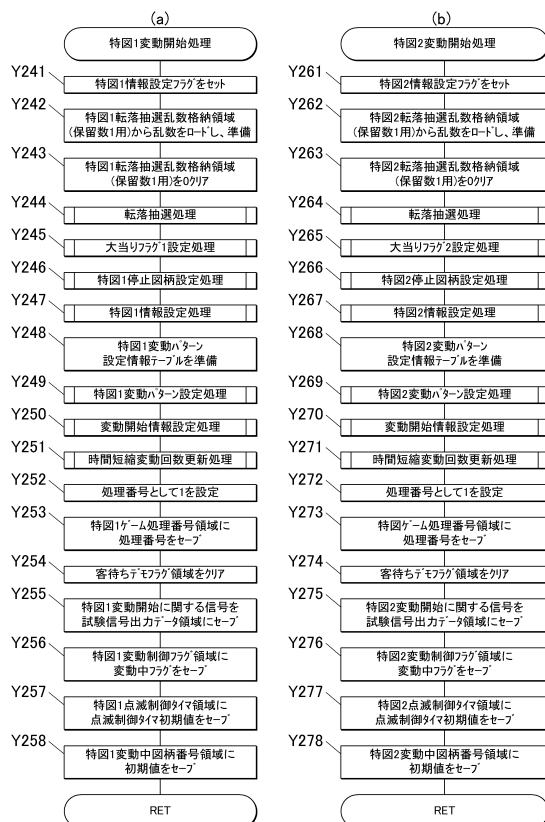 (a)
特図1変動開始処理
Y241
特図1情報設定フラグをセット
Y242
特図1転落抽選乱数格納領域
(保留数1用)から乱数をロードし、準備
Y243
特図1転落抽選乱数格納領域
(保留数1用)を0クリア
Y244
転落抽選処理
Y245
大当りフラグ1設定処理
Y246
特図1停止図柄設定処理
Y247
特図1情報設定処理
Y248
特図1変動パターン
設定情報テーブルを準備
Y249
特図1変動パターン設定処理
Y250
変動開始情報設定処理
Y251
時間短縮変動回数更新処理
Y252
処理番号として1を設定
Y253
特図1ゲーム処理番号領域に
処理番号をセーブ
Y254
客待ちデモフラグ領域をクリア
Y255
特図1変動開始に関する信号を
試験信号出力データ領域にセーブ
Y256
特図1変動制御フラグ領域に
変動中フラグをセーブ
Y257
特図1点滅制御タイマ領域に
点滅制御タイマ初期値をセーブ
Y258
特図1変動中図柄番号領域に
初期値をセーブ
RET
(b)
特図2変動開始処理
Y261
特図2情報設定フラグをセット
Y262
特図2転落抽選乱数格納領域
(保留数1用)から乱数をロードし、準備
Y263
特図2転落抽選乱数格納領域
(保留数1用)を0クリア
Y264
転落抽選処理
Y265
大当りフラグ2設定処理
Y266
特図2停止図柄設定処理
Y267
特図2情報設定処理
Y268
特図2変動パターン
設定情報テーブルを準備
Y269
特図2変動パターン設定処理
Y270
変動開始情報設定処理
Y271
時間短縮変動回数更新処理
Y272
処理番号として1を設定
Y273
特図ゲーム処理番号領域に
処理番号をセーブ
Y274
客待ちデモフラグ領域をクリア
Y275
特図2変動開始に関する信号を
試験信号出力データ領域にセーブ
Y276
特図2変動制御フラグ領域に
変動中フラグをセーブ
Y277
特図2点滅制御タイマ領域に
点滅制御タイマ初期値をセーブ
Y278
特図2変動中図柄番号領域に
初期値をセーブ
RET